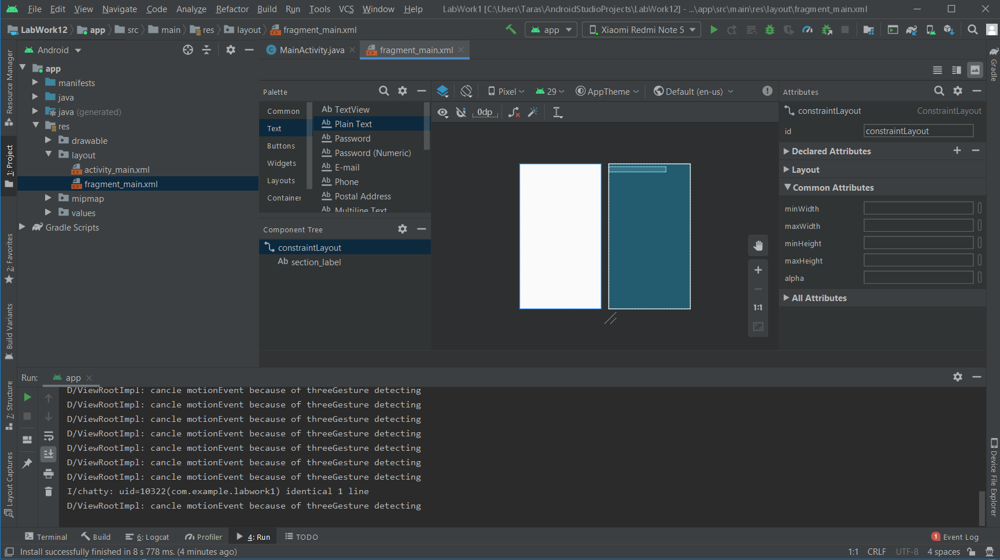 File Edit View Navigate Code Analyze Refactor Build Run Tools VCS Window Help LabWork1 [C:\Users\Taras\AndroidStudioProjects\LabWork12] - ...\app\src\main\res\layout\fragment_main.xml
LabWork12 app src main res layout fragment_main.xml app Xiaomi Redmi Note 5
Android
MainActivity.java fragment_main.xml
Resource Manager
1: Project
2: Favorites
Build Variants
7: Structure
Layout Captures
app
manifests
java
java (generated)
res
drawable
layout
activity_main.xml
fragment_main.xml
mipmap
values
Gradle Scripts
Palette
Common
Text
Buttons
Widgets
Layouts
Container
Ab TextView
Ab Plain Text
Ab Password
Ab Password (Numeric)
Ab E-mail
Ab Phone
Ab Postal Address
Ab Multiline Text
Component Tree
constraintLayout
Ab section_label
Pixel 29 AppTheme Default (en-us)
0dp
1:1
Attributes
constraintLayout ConstraintLayout
id constraintLayout
Declared Attributes
Layout
Common Attributes
minWidth
maxWidth
minHeight
maxHeight
alpha
All Attributes
Gradle
Device File Explorer
Run: app
D/ViewRootImpl: cancle motionEvent because of threeGesture detecting
D/ViewRootImpl: cancle motionEvent because of threeGesture detecting
D/ViewRootImpl: cancle motionEvent because of threeGesture detecting
D/ViewRootImpl: cancle motionEvent because of threeGesture detecting
D/ViewRootImpl: cancle motionEvent because of threeGesture detecting
D/ViewRootImpl: cancle motionEvent because of threeGesture detecting
D/ViewRootImpl: cancle motionEvent because of threeGesture detecting
I/chatty: uid=10322(com.example.labwork1) identical 1 line
D/ViewRootImpl: cancle motionEvent because of threeGesture detecting
Terminal Build 6: Logcat Profiler 4: Run TODO 1 Event Log
Install successfully finished in 8 s 778 ms. (4 minutes ago) 1:1 CRLF UTF-8 4 spaces